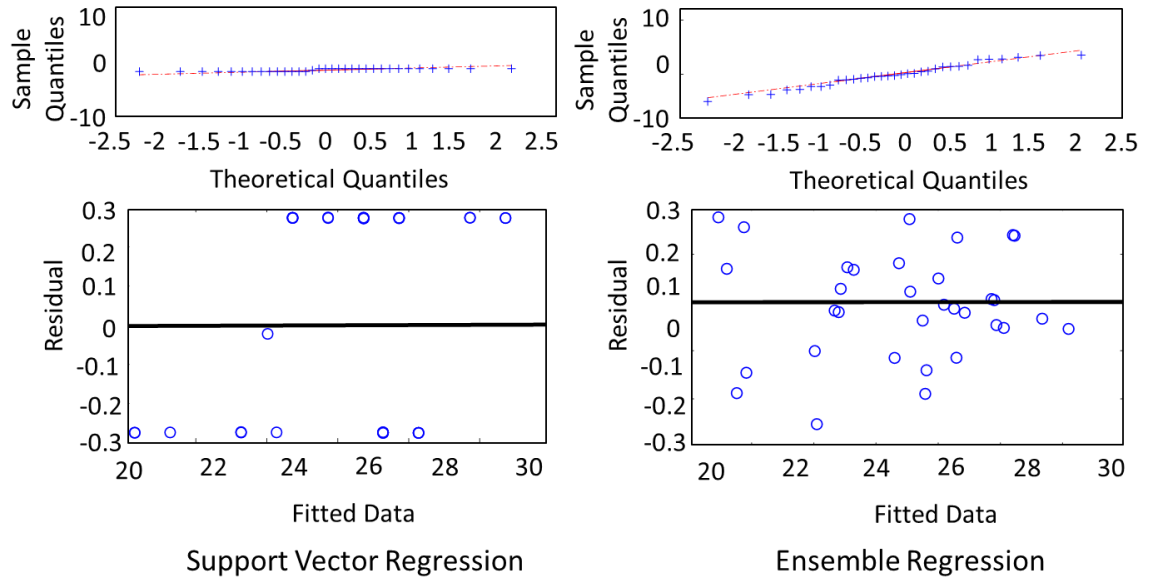 10
0
-10
Sample
Quantiles
-2.5 -2 -1.5 -1 -0.5 0 0.5 1 1.5 2 2.5
Theoretical Quantiles
10
0
-10
Sample
Quantiles
-2.5 -2 -1.5 -1 -0.5 0 0.5 1 1.5 2 2.5
Theoretical Quantiles
0.3
0.2
0.1
0
-0.1
-0.2
-0.3
Residual
20 22 24 26 28 30
Fitted Data
Support Vector Regression
0.3
0.2
0.1
0
-0.1
-0.2
-0.3
Residual
20 22 24 26 28 30
Fitted Data
Ensemble Regression